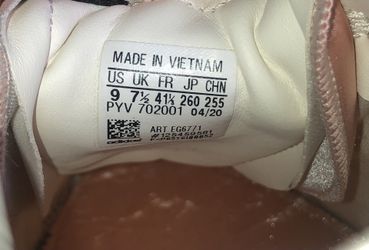 MADE IN VIETNAM
US UK FR JP CHN
9 7½ 41⅓ 260 255
PYV 702001 04/20
ART EG6771
adidas